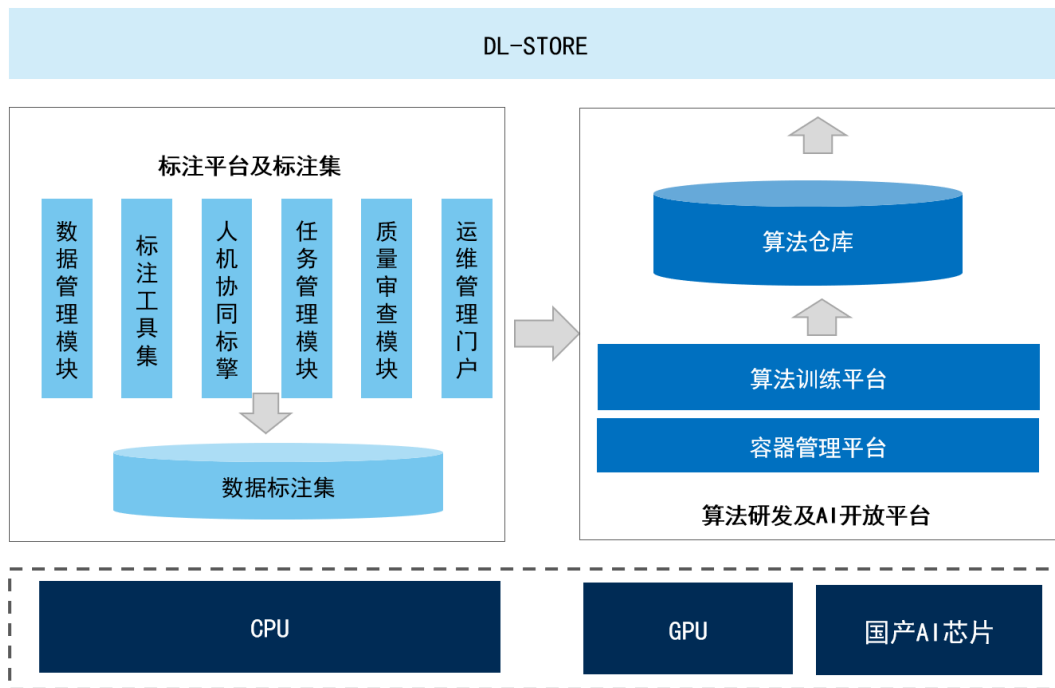 DL-STORE
标注平台及标注集
数据管理模块
标注工具集
人机协同标擎
任务管理模块
质量审查模块
运维管理门户
数据标注集
算法仓库
算法训练平台
容器管理平台
算法研发及AI开放平台
CPU
GPU
国产AI芯片